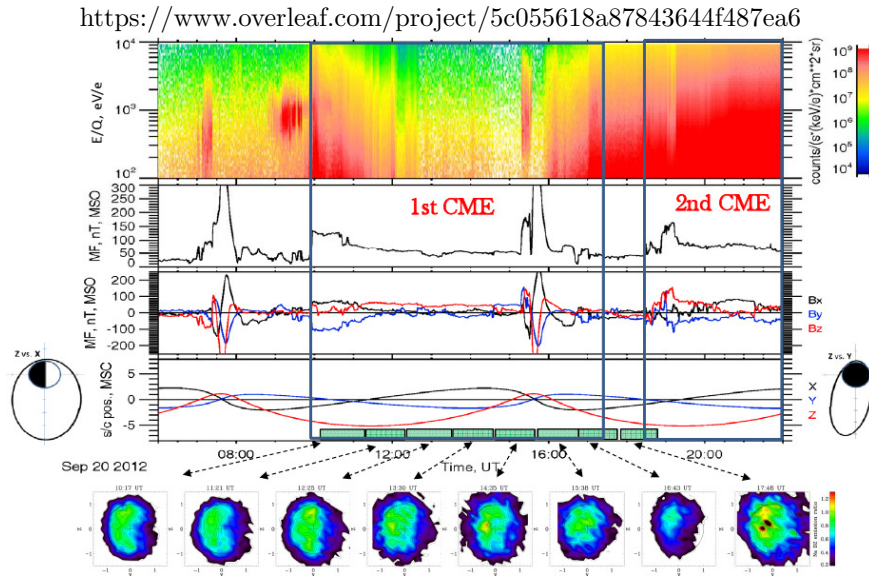 https://www.overleaf.com/project/5c055618a87843644f487ea6
10⁴
10³
10²
E/Q, eV/e
10⁹
10⁸
10⁷
10⁶
10⁵
10⁴
counts/(s*(keV/e)*cm**2*sr)
300
250
200
150
100
50
0
MF, nT, MSO
1st CME
2nd CME
200
100
0
-100
-200
MF, nT, MSO
Bx
By
Bz
Z vs. X
Z vs. Y
5
0
-5
s/c pos., MSC
X
Y
Z
08:00
12:00
16:00
20:00
Sep 20 2012
Time, UT
10:17 UT
11:21 UT
12:25 UT
13:30 UT
14:35 UT
15:38 UT
16:43 UT
17:48 UT